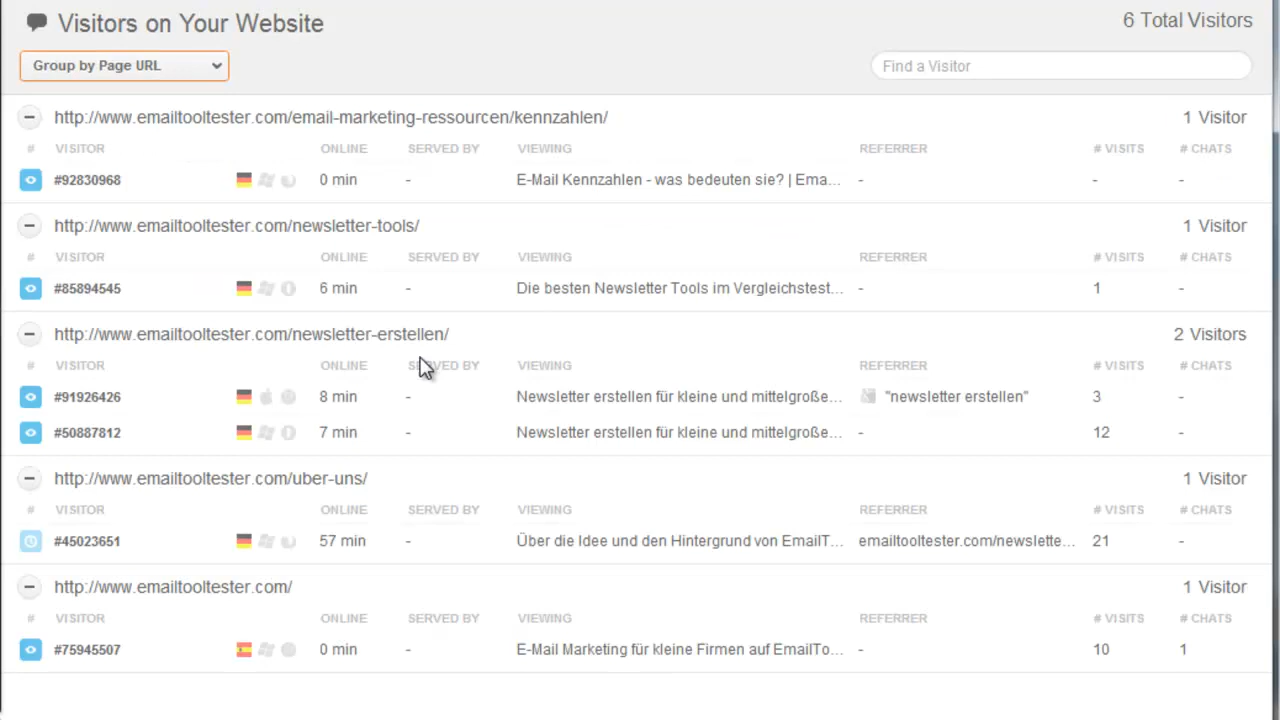 Visitors on Your Website
6 Total Visitors
Group by Page URL
Find a Visitor
http://www.emailtooltester.com/email-marketing-ressourcen/kennzahlen/ 1 Visitor
# VISITOR ONLINE SERVED BY VIEWING REFERRER # VISITS # CHATS
#92830968 0 min - E-Mail Kennzahlen - was bedeuten sie? | Ema... - - -
http://www.emailtooltester.com/newsletter-tools/ 1 Visitor
# VISITOR ONLINE SERVED BY VIEWING REFERRER # VISITS # CHATS
#85894545 6 min - Die besten Newsletter Tools im Vergleichstest... - 1 -
http://www.emailtooltester.com/newsletter-erstellen/ 2 Visitors
# VISITOR ONLINE SERVED BY VIEWING REFERRER # VISITS # CHATS
#91926426 8 min - Newsletter erstellen für kleine und mittelgroße... "newsletter erstellen" 3 -
#50887812 7 min - Newsletter erstellen für kleine und mittelgroße... - 12 -
http://www.emailtooltester.com/uber-uns/ 1 Visitor
# VISITOR ONLINE SERVED BY VIEWING REFERRER # VISITS # CHATS
#45023651 57 min - Über die Idee und den Hintergrund von EmailT... emailtooltester.com/newslette... 21 -
http://www.emailtooltester.com/ 1 Visitor
# VISITOR ONLINE SERVED BY VIEWING REFERRER # VISITS # CHATS
#75945507 0 min - E-Mail Marketing für kleine Firmen auf EmailTo... - 10 1